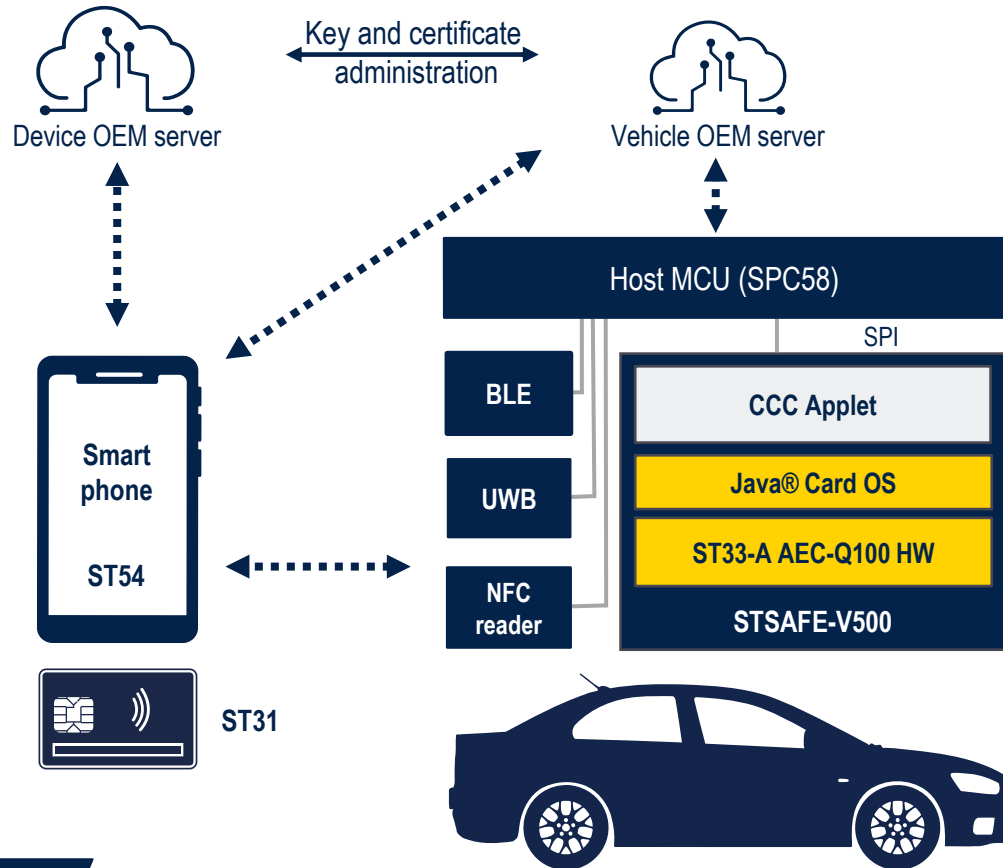 Key and certificate
administration
Device OEM server
Vehicle OEM server
Host MCU (SPC58)
SPI
BLE
CCC Applet
Smart
phone
Java® Card OS
UWB
ST33-A AEC-Q100 HW
ST54
NFC
reader
STSAFE-V500
ST31